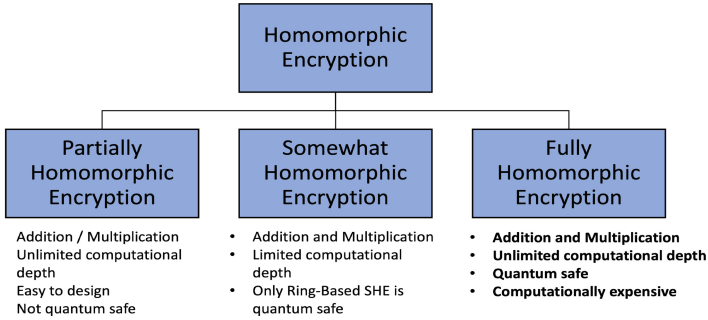 Homomorphic
Encryption
Partially
Homomorphic
Encryption
Addition / Multiplication
Unlimited computational
depth
Easy to design
Not quantum safe
Somewhat
Homomorphic
Encryption
• Addition and Multiplication
• Limited computational
depth
• Only Ring-Based SHE is
quantum safe
Fully
Homomorphic
Encryption
• Addition and Multiplication
• Unlimited computational depth
• Quantum safe
• Computationally expensive